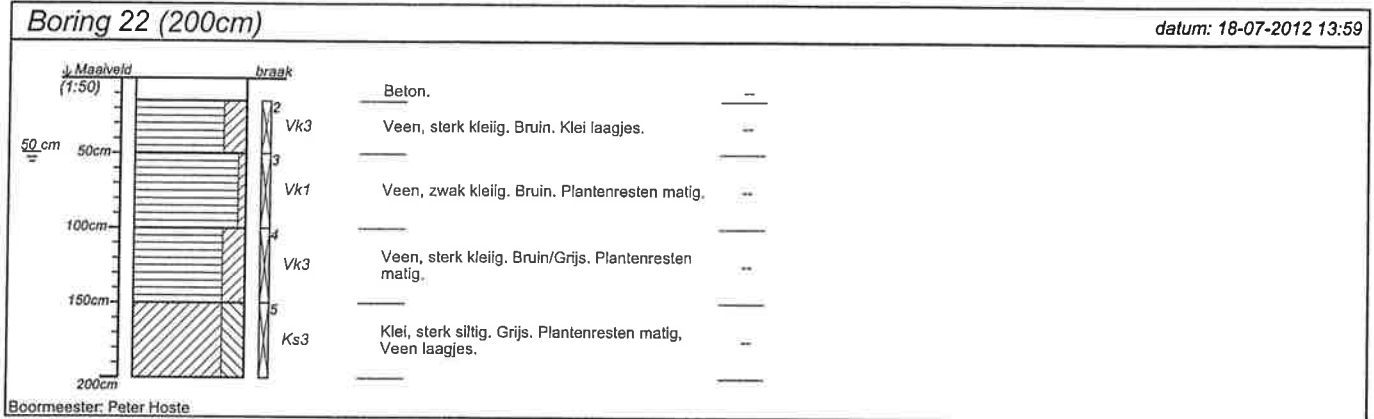 Boring 22 (200cm)
datum: 18-07-2012 13:59
↓ Maaiveld
(1:50)
braak
Beton. --
2
Vk3 Veen, sterk kleiig. Bruin. Klei laagjes. --
50 cm
50cm
3
Vk1 Veen, zwak kleiig. Bruin. Plantenresten matig. --
100cm
4
Vk3 Veen, sterk kleiig. Bruin/Grijs. Plantenresten
matig. --
150cm
5
Ks3 Klei, sterk siltig. Grijs. Plantenresten matig,
Veen laagjes. --
200cm
Boormeester: Peter Hoste